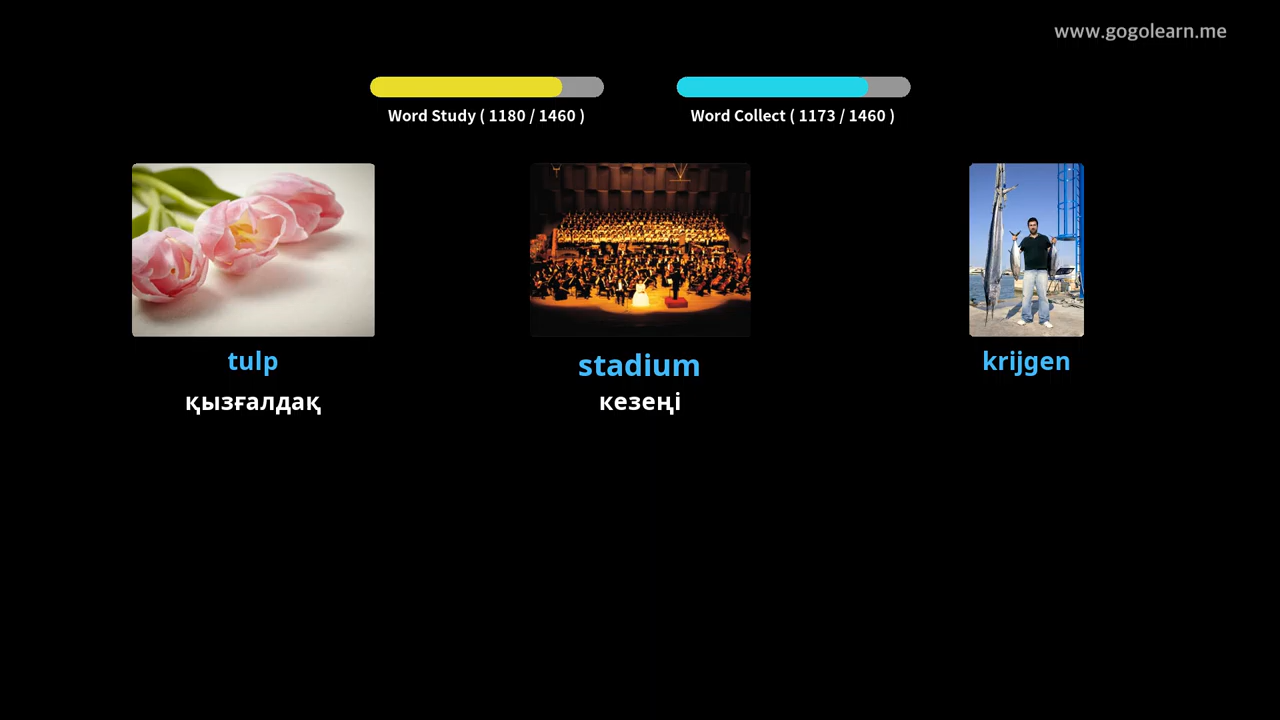 www.gogolearn.me
Word Study ( 1180 / 1460 )
Word Collect ( 1173 / 1460 )
tulp
stadium
krijgen
қызғалдақ
кезеңі